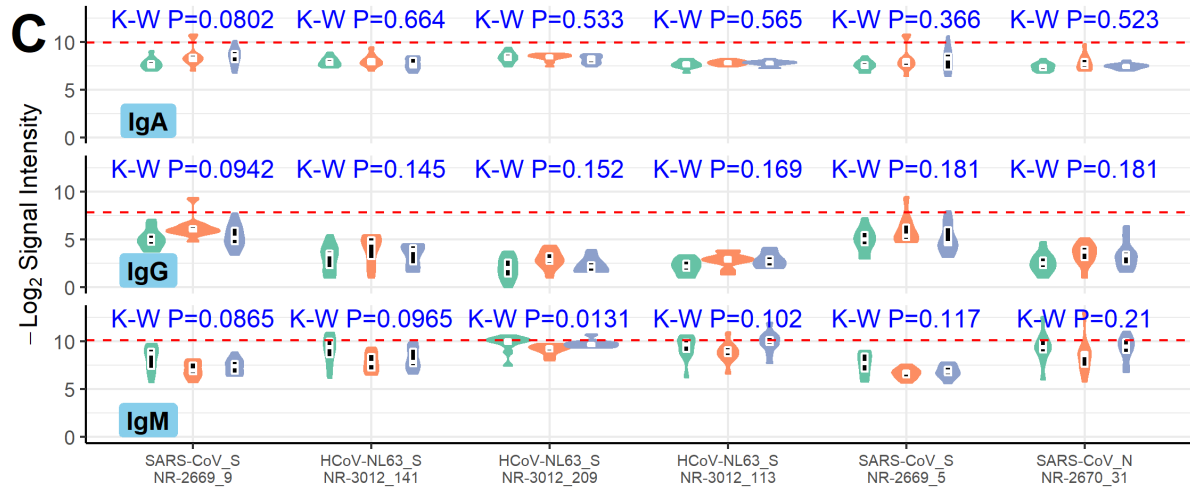 C
K-W P=0.0802 K-W P=0.664 K-W P=0.533 K-W P=0.565 K-W P=0.366 K-W P=0.523
10
5
0
IgA
K-W P=0.0942 K-W P=0.145 K-W P=0.152 K-W P=0.169 K-W P=0.181 K-W P=0.181
10
5
0
IgG
K-W P=0.0865 K-W P=0.0965 K-W P=0.0131 K-W P=0.102 K-W P=0.117 K-W P=0.21
10
5
0
IgM
−Log2 Signal Intensity
SARS-CoV_S HCoV-NL63_S HCoV-NL63_S HCoV-NL63_S SARS-CoV_S SARS-CoV_N
NR-2669_9 NR-3012_141 NR-3012_209 NR-3012_113 NR-2669_5 NR-2670_31